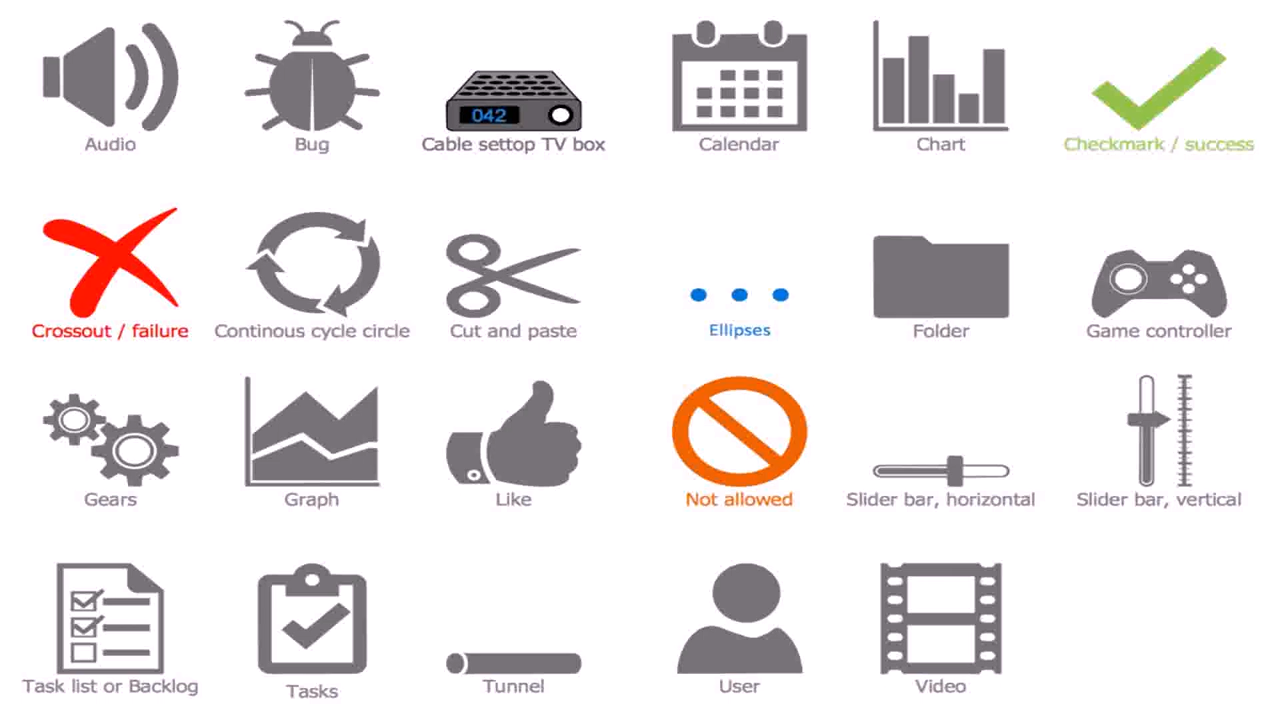 Audio
Bug
042
Cable settop TV box
Calendar
Chart
Checkmark / success
Crossout / failure
Continous cycle circle
Cut and paste
Ellipses
Folder
Game controller
Gears
Graph
Like
Not allowed
Slider bar, horizontal
Slider bar, vertical
Task list or Backlog
Tasks
Tunnel
User
Video